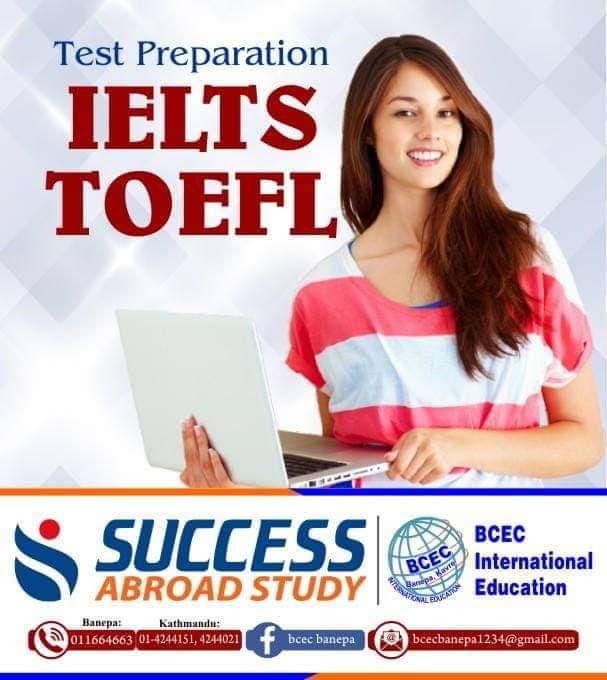 Test Preparation
IELTS
TOEFL
SUCCESS
ABROAD STUDY
BCEC
Banepa, Kavre
INTERNATIONAL EDUCATION
BCEC
International
Education
Banepa:
011664663
Kathmandu:
01-4244151, 4244021
bcec banepa
bcecbanepa1234@gmail.com